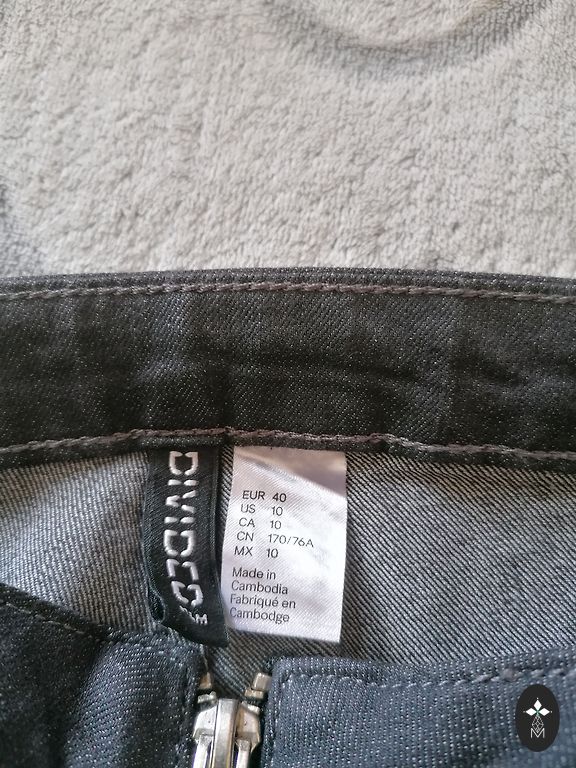 DIVIDED
EUR 40
US 10
CA 10
CN 170/76A
MX 10
Made in
Cambodia
Fabriqué en
Cambodge
M